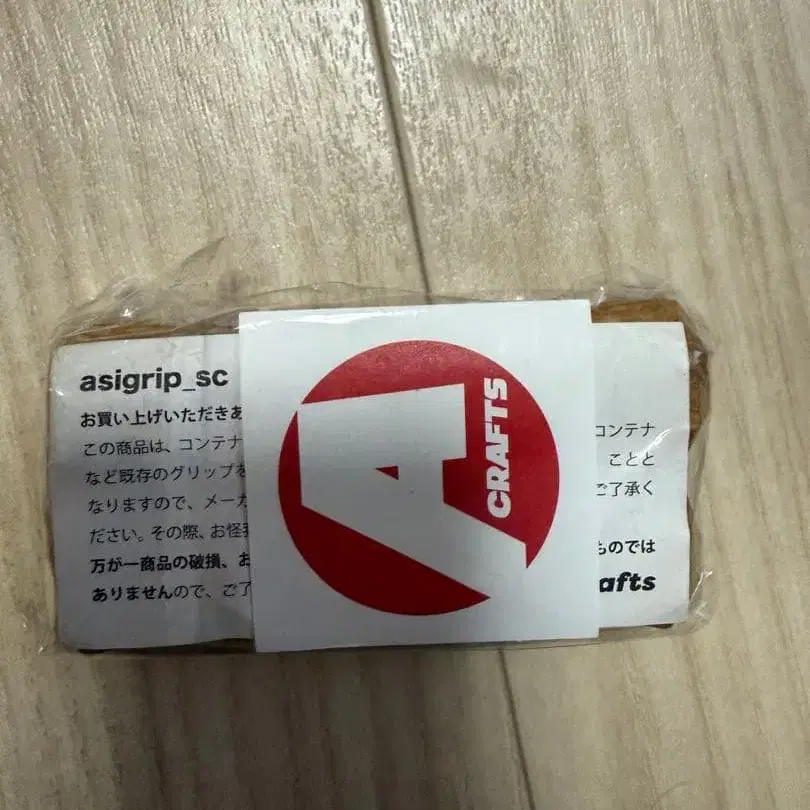 asigrip_sc
お買い上げいただきあ
この商品は、コンテナ
など既存のグリップを
なりますので、メーカ
ださい。その際、お怪我
万が一商品の破損、お
ありませんので、ご了
A
CRAFTS
コンテナ
ことと
ご了承く
ものでは
afts